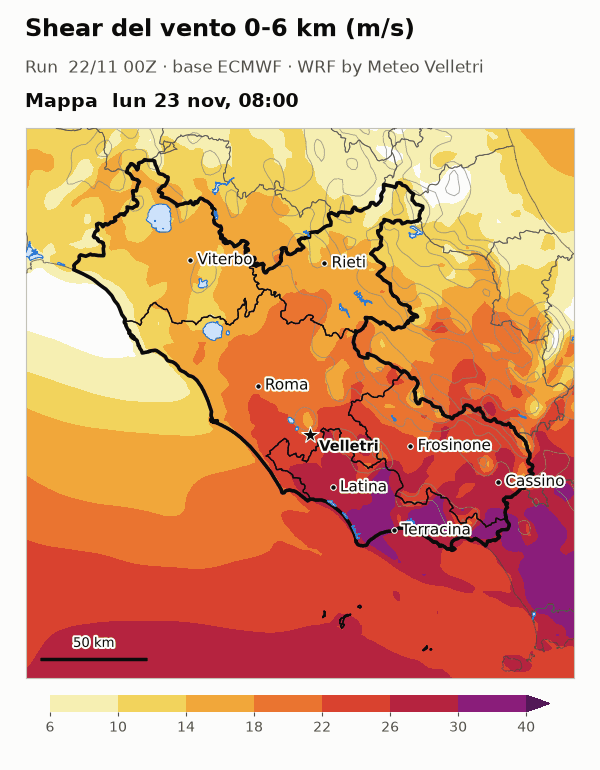 Shear del vento 0-6 km (m/s)
Run  22/11 00Z · base ECMWF · WRF by Meteo Velletri
Mappa  lun 23 nov, 08:00
Viterbo
Rieti
Roma
Velletri
Frosinone
Cassino
Latina
Terracina
50 km
6 10 14 18 22 26 30 40